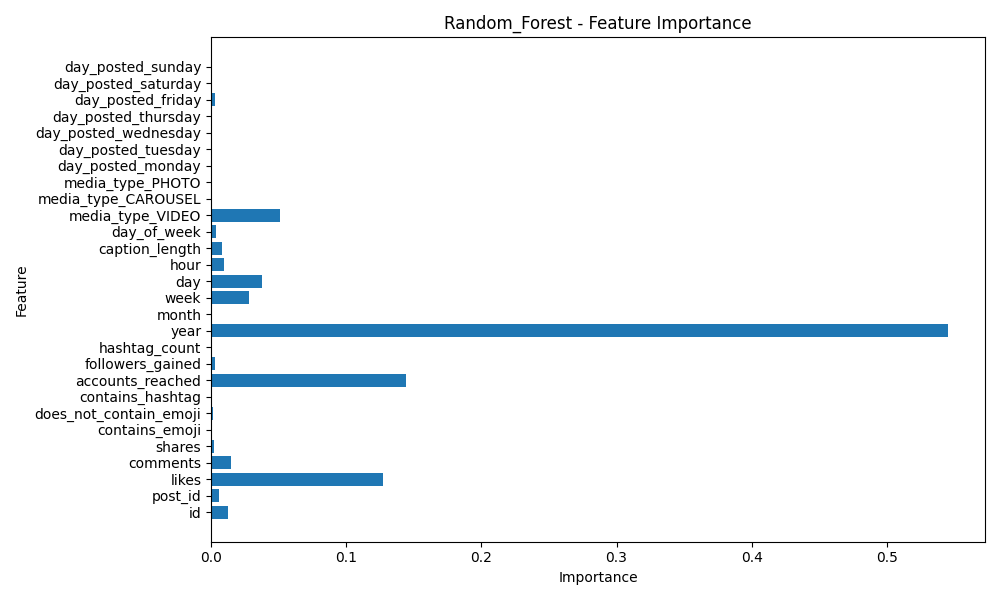 Random_Forest - Feature Importance
day_posted_sunday
day_posted_saturday
day_posted_friday
day_posted_thursday
day_posted_wednesday
day_posted_tuesday
day_posted_monday
media_type_PHOTO
media_type_CAROUSEL
media_type_VIDEO
day_of_week
caption_length
hour
day
week
month
year
hashtag_count
followers_gained
accounts_reached
contains_hashtag
does_not_contain_emoji
contains_emoji
shares
comments
likes
post_id
id
Feature
0.0 0.1 0.2 0.3 0.4 0.5
Importance